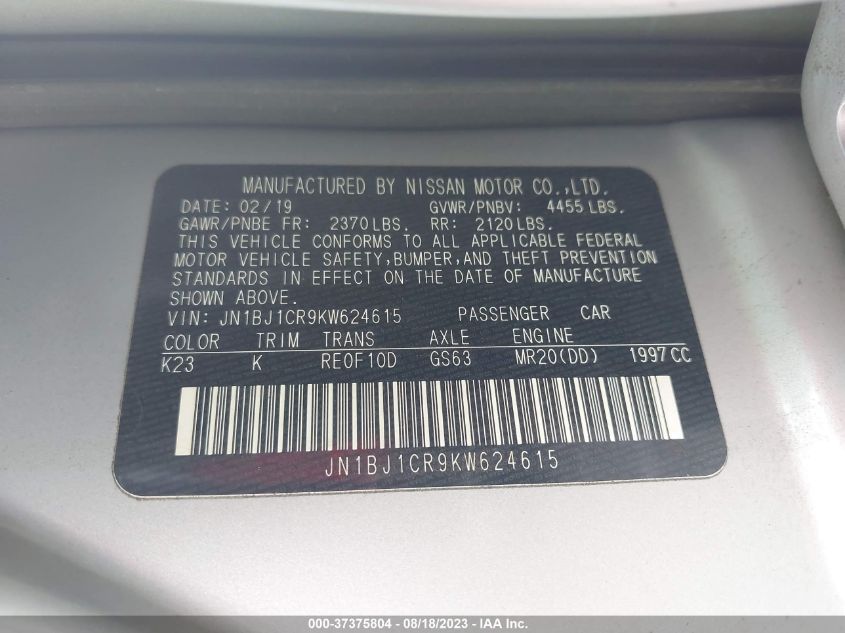 MANUFACTURED BY NISSAN MOTOR CO.,LTD.
DATE: 02/19 GVWR/PNBV: 4455 LBS.
GAWR/PNBE FR: 2370 LBS. RR: 2120 LBS.
THIS VEHICLE CONFORMS TO ALL APPLICABLE FEDERAL
MOTOR VEHICLE SAFETY, BUMPER, AND THEFT PREVENTION
STANDARDS IN EFFECT ON THE DATE OF MANUFACTURE
SHOWN ABOVE.
VIN: JN1BJ1CR9KW624615 PASSENGER CAR
COLOR TRIM TRANS AXLE ENGINE
K23 K RE0F10D GS63 MR20(DD) 1997 CC
JN1BJ1CR9KW624615
000-37375804 - 08/18/2023 - IAA Inc.